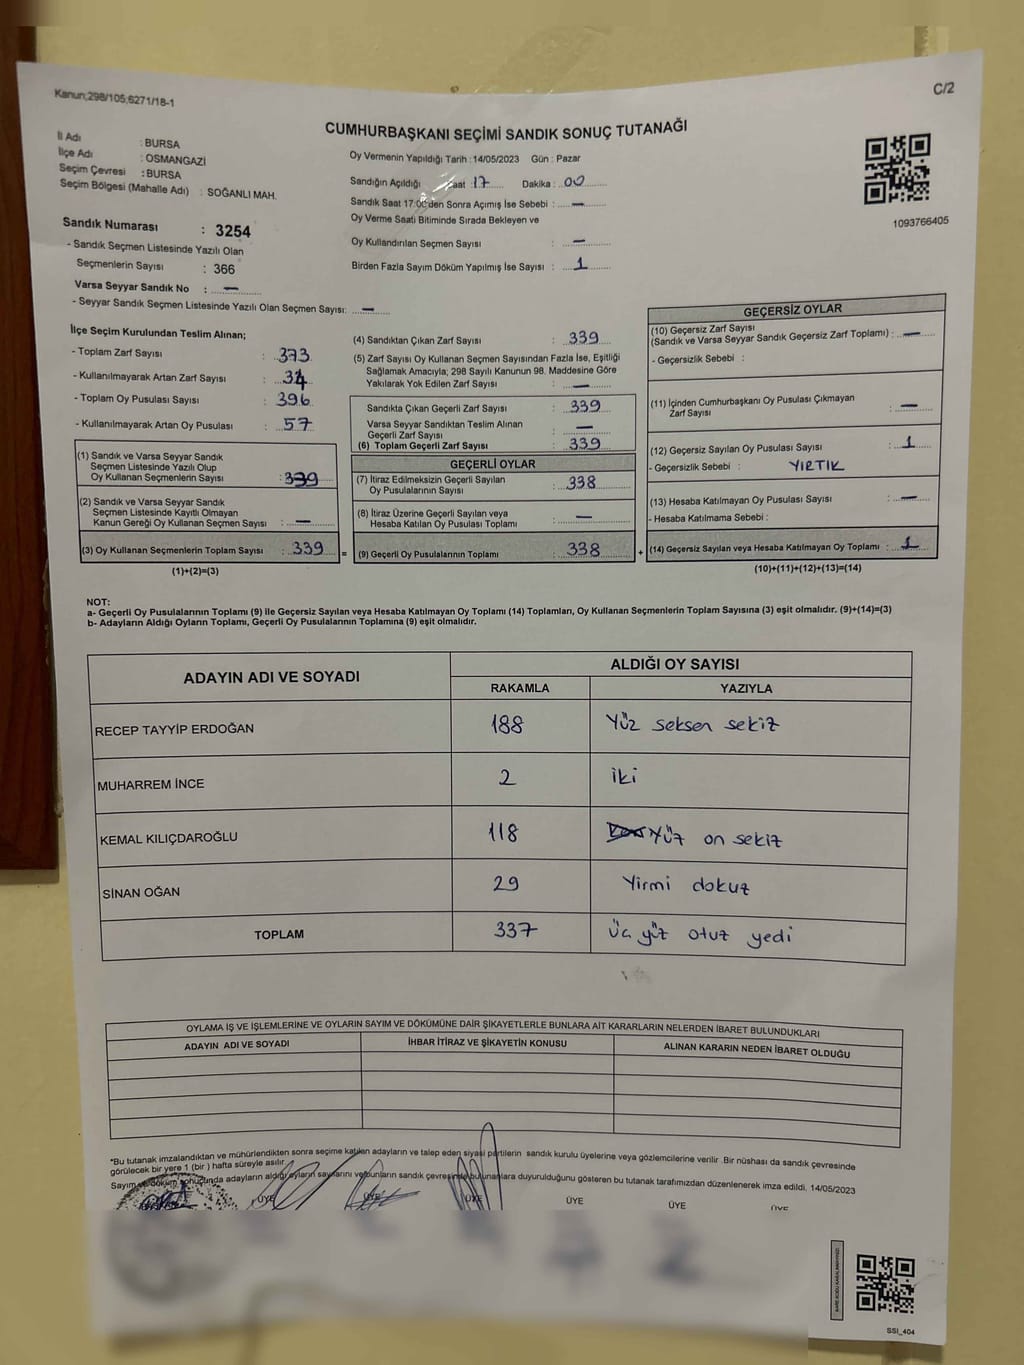 Kanun;298/105;6271/18-1
C/2
CUMHURBAŞKANI SEÇİMİ SANDIK SONUÇ TUTANAĞI
İl Adı : BURSA
İlçe Adı : OSMANGAZİ
Seçim Çevresi : BURSA
Seçim Bölgesi (Mahalle Adı) : SOĞANLI MAH.
Sandık Numarası : 3254
- Sandık Seçmen Listesinde Yazılı Olan
Seçmenlerin Sayısı : 366
Varsa Seyyar Sandık No : —
- Seyyar Sandık Seçmen Listesinde Yazılı Olan Seçmen Sayısı: —
Oy Vermenin Yapıldığı Tarih : 14/05/2023 Gün : Pazar
Sandığın Açıldığı Saat : 17 Dakika : 00
Sandık Saat 17:00'den Sonra Açımış İse Sebebi : —
Oy Verme Saati Bitiminde Sırada Bekleyen ve
Oy Kullandırılan Seçmen Sayısı : —
Birden Fazla Sayım Döküm Yapılmış İse Sayısı : 1
1093766405
İlçe Seçim Kurulundan Teslim Alınan;
- Toplam Zarf Sayısı : 373
- Kullanılmayarak Artan Zarf Sayısı : 34
- Toplam Oy Pusulası Sayısı : 396
- Kullanılmayarak Artan Oy Pusulası : 57
(1) Sandık ve Varsa Seyyar Sandık
Seçmen Listesinde Yazılı Olup
Oy Kullanan Seçmenlerin Sayısı : 339
(2) Sandık ve Varsa Seyyar Sandık
Seçmen Listesinde Kayıtlı Olmayan
Kanun Gereği Oy Kullanan Seçmen Sayısı : —
(3) Oy Kullanan Seçmenlerin Toplam Sayısı : 339 =
(1)+(2)=(3)
(4) Sandıktan Çıkan Zarf Sayısı : 339
(5) Zarf Sayısı Oy Kullanan Seçmen Sayısından Fazla İse, Eşitliği
Sağlamak Amacıyla; 298 Sayılı Kanunun 98. Maddesine Göre
Yakılarak Yok Edilen Zarf Sayısı : —
Sandıkta Çıkan Geçerli Zarf Sayısı : 339
Varsa Seyyar Sandıktan Teslim Alınan
Geçerli Zarf Sayısı : —
(6) Toplam Geçerli Zarf Sayısı : 339
GEÇERLİ OYLAR
(7) İtiraz Edilmeksizin Geçerli Sayılan
Oy Pusulalarının Sayısı : 338
(8) İtiraz Üzerine Geçerli Sayılan veya
Hesaba Katılan Oy Pusulası Toplamı : —
(9) Geçerli Oy Pusulalarının Toplamı : 338 +
GEÇERSİZ OYLAR
(10) Geçersiz Zarf Sayısı
(Sandık ve Varsa Seyyar Sandık Geçersiz Zarf Toplamı) : —
- Geçersizlik Sebebi :
(11) İçinden Cumhurbaşkanı Oy Pusulası Çıkmayan
Zarf Sayısı : —
(12) Geçersiz Sayılan Oy Pusulası Sayısı : 1
- Geçersizlik Sebebi : YIRTIK
(13) Hesaba Katılmayan Oy Pusulası Sayısı : —
- Hesaba Katılmama Sebebi :
(14) Geçersiz Sayılan veya Hesaba Katılmayan Oy Toplamı : 1
(10)+(11)+(12)+(13)=(14)
NOT:
a- Geçerli Oy Pusulalarının Toplamı (9) ile Geçersiz Sayılan veya Hesaba Katılmayan Oy Toplamı (14) Toplamları, Oy Kullanan Seçmenlerin Toplam Sayısına (3) eşit olmalıdır. (9)+(14)=(3)
b- Adayların Aldığı Oyların Toplamı, Geçerli Oy Pusulalarının Toplamına (9) eşit olmalıdır.
ADAYIN ADI VE SOYADI ALDIĞI OY SAYISI
RAKAMLA YAZIYLA
RECEP TAYYİP ERDOĞAN 188 Yüz seksen sekiz
MUHARREM İNCE 2 iki
KEMAL KILIÇDAROĞLU 118 Yüz on sekiz
SİNAN OĞAN 29 Yirmi dokuz
TOPLAM 337 Üç yüz otuz yedi
OYLAMA İŞ VE İŞLEMLERİNE VE OYLARIN SAYIM VE DÖKÜMÜNE DAİR ŞİKAYETLERLE BUNLARA AİT KARARLARIN NELERDEN İBARET BULUNDUKLARI
ADAYIN ADI VE SOYADI İHBAR İTİRAZ VE ŞİKAYETİN KONUSU ALINAN KARARIN NEDEN İBARET OLDUĞU
*Bu tutanak imzalandıktan ve mühürlendikten sonra seçime katılan adayların ve talep eden siyasi partilerin sandık kurulu üyelerine veya gözlemcilerine verilir .Bir nüshası da sandık çevresinde
görülecek bir yere 1 (bir ) hafta süreyle asılır.
Sayım ve döküm sonucunda adayların aldığı oyların sayılarını ve bunların sandık çevresinde bulunanlara duyurulduğunu gösteren bu tutanak tarafımızdan düzenlenerek imza edildi. 14/05/2023
ÜYE ÜYE ÜYE ÜYE ÜYE ÜYE
SSI_404